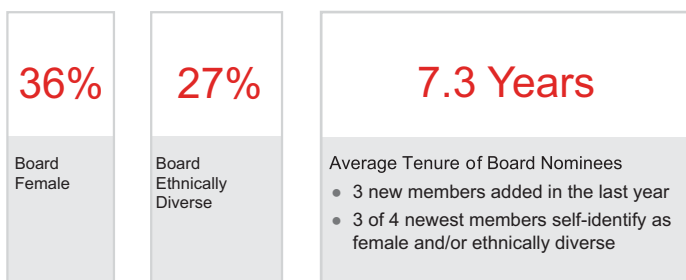 36%
Board
Female
27%
Board
Ethnically
Diverse
7.3 Years
Average Tenure of Board Nominees
● 3 new members added in the last year
● 3 of 4 newest members self-identify as
female and/or ethnically diverse